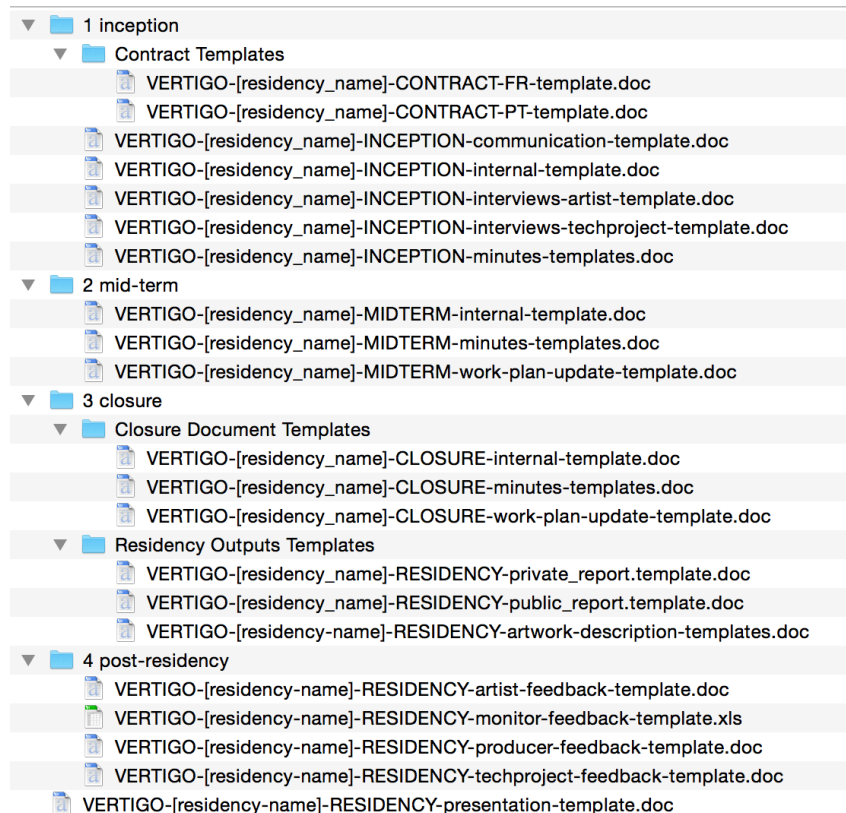 1 inception
Contract Templates
VERTIGO-[residency_name]-CONTRACT-FR-template.doc
VERTIGO-[residency_name]-CONTRACT-PT-template.doc
VERTIGO-[residency_name]-INCEPTION-communication-template.doc
VERTIGO-[residency_name]-INCEPTION-internal-template.doc
VERTIGO-[residency_name]-INCEPTION-interviews-artist-template.doc
VERTIGO-[residency_name]-INCEPTION-interviews-techproject-template.doc
VERTIGO-[residency_name]-INCEPTION-minutes-templates.doc
2 mid-term
VERTIGO-[residency_name]-MIDTERM-internal-template.doc
VERTIGO-[residency_name]-MIDTERM-minutes-templates.doc
VERTIGO-[residency_name]-MIDTERM-work-plan-update-template.doc
3 closure
Closure Document Templates
VERTIGO-[residency_name]-CLOSURE-internal-template.doc
VERTIGO-[residency_name]-CLOSURE-minutes-templates.doc
VERTIGO-[residency_name]-CLOSURE-work-plan-update-template.doc
Residency Outputs Templates
VERTIGO-[residency_name]-RESIDENCY-private_report.template.doc
VERTIGO-[residency_name]-RESIDENCY-public_report.template.doc
VERTIGO-[residency-name]-RESIDENCY-artwork-description-templates.doc
4 post-residency
VERTIGO-[residency-name]-RESIDENCY-artist-feedback-template.doc
VERTIGO-[residency-name]-RESIDENCY-monitor-feedback-template.xls
VERTIGO-[residency-name]-RESIDENCY-producer-feedback-template.doc
VERTIGO-[residency-name]-RESIDENCY-techproject-feedback-template.doc
VERTIGO-[residency-name]-RESIDENCY-presentation-template.doc